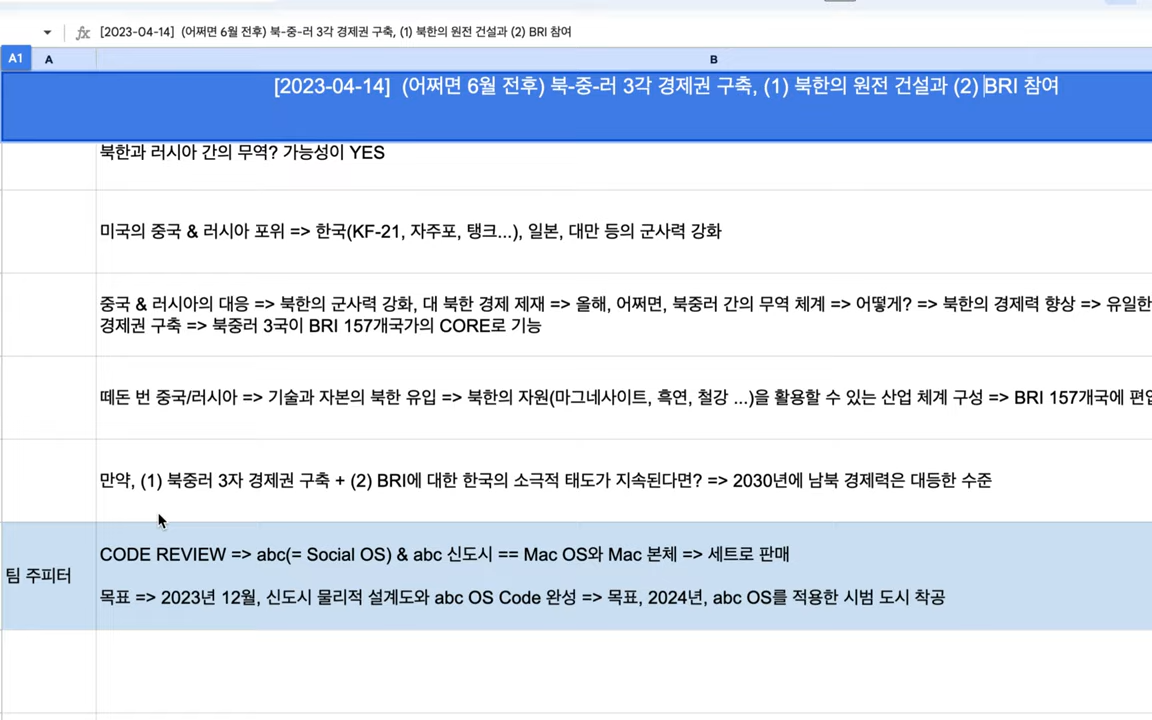 [2023-04-14]  (어쩌면 6월 전후) 북-중-러 3각 경제권 구축, (1) 북한의 원전 건설과 (2) BRI 참여
A1
A
B
[2023-04-14]  (어쩌면 6월 전후) 북-중-러 3각 경제권 구축, (1) 북한의 원전 건설과 (2) BRI 참여
북한과 러시아 간의 무역? 가능성이 YES
미국의 중국 & 러시아 포위 => 한국(KF-21, 자주포, 탱크...), 일본, 대만 등의 군사력 강화
중국 & 러시아의 대응 => 북한의 군사력 강화, 대 북한 경제 제재 => 올해, 어쩌면, 북중러 간의 무역 체계 => 어떻게? => 북한의 경제력 향상 => 유일한
경제권 구축 => 북중러 3국이 BRI 157개국가의 CORE로 기능
떼돈 번 중국/러시아 => 기술과 자본의 북한 유입 => 북한의 자원(마그네사이트, 흑연, 철강 ...)을 활용할 수 있는 산업 체계 구성 => BRI 157개국에 편입
만약, (1) 북중러 3자 경제권 구축 + (2) BRI에 대한 한국의 소극적 태도가 지속된다면? => 2030년에 남북 경제력은 대등한 수준
팀 주피터
CODE REVIEW => abc(= Social OS) & abc 신도시 == Mac OS와 Mac 본체 => 세트로 판매
목표 => 2023년 12월, 신도시 물리적 설계도와 abc OS Code 완성 => 목표, 2024년, abc OS를 적용한 시범 도시 착공